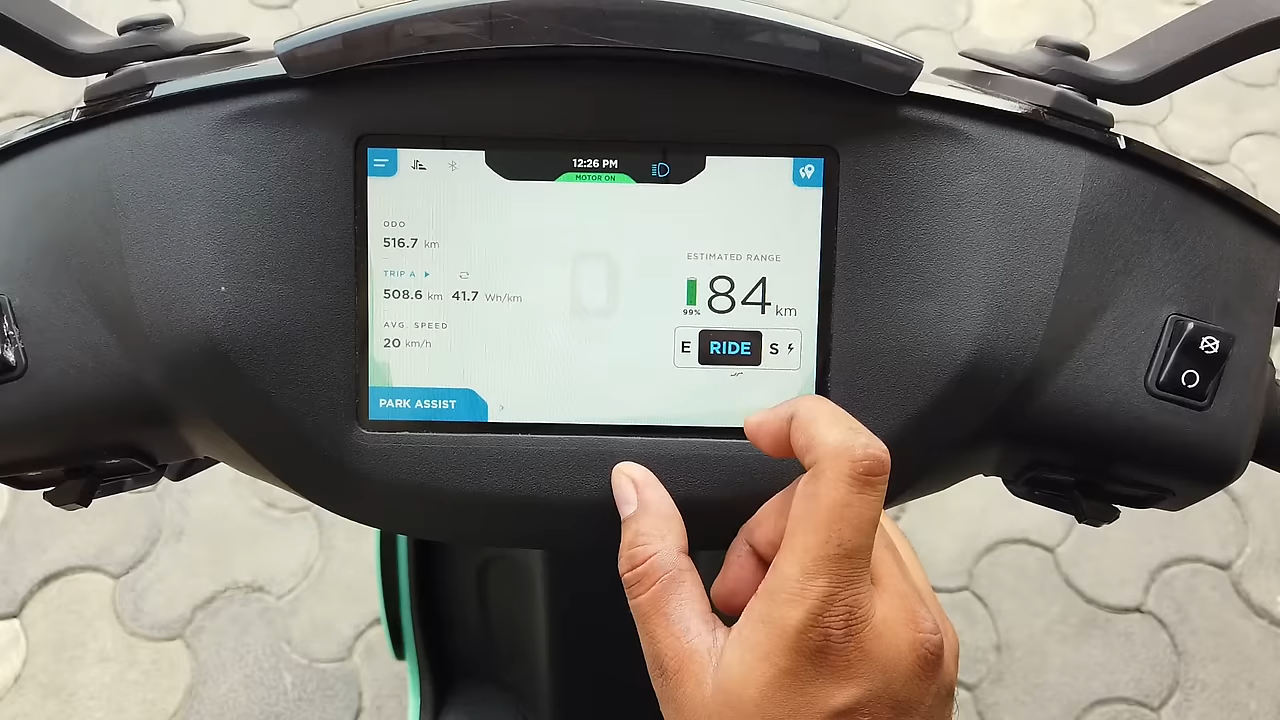 12:26 PM
MOTOR ON
ODO
516.7 km
TRIP A
508.6 km 41.7 Wh/km
AVG. SPEED
20 km/h
PARK ASSIST
ESTIMATED RANGE
84 km
99%
E RIDE S